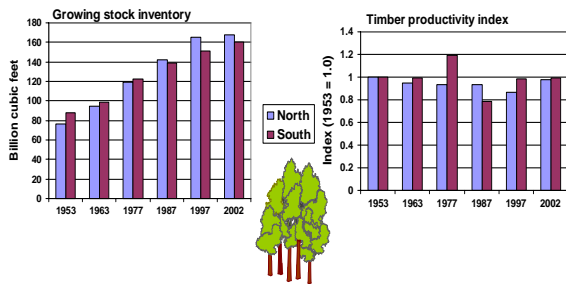 Growing stock inventory
Billion cubic feet
200
180
160
140
120
100
80
60
40
20
0
1953 1963 1977 1987 1997 2002
North
South
Timber productivity index
Index (1953 = 1.0)
1.4
1.2
1
0.8
0.6
0.4
0.2
0
1953 1963 1977 1987 1997 2002